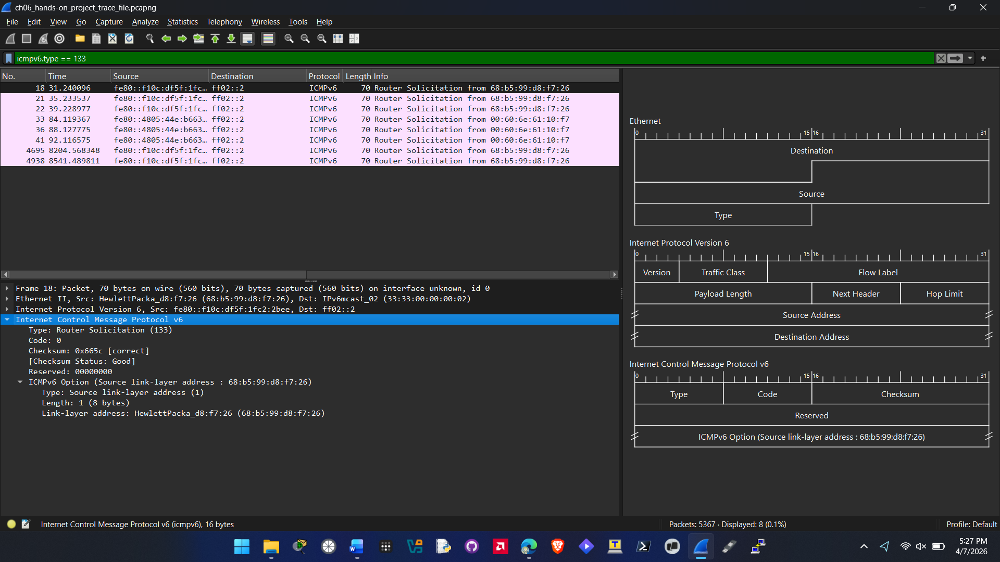 ch06_hands-on_project_trace_file.pcapng
File Edit View Go Capture Analyze Statistics Telephony Wireless Tools Help
icmpv6.type == 133
No. Time Source Destination Protocol Length Info
18 31.240096 fe80::f10c:df5f:1fc… ff02::2 ICMPv6 70 Router Solicitation from 68:b5:99:d8:f7:26
21 35.233537 fe80::f10c:df5f:1fc… ff02::2 ICMPv6 70 Router Solicitation from 68:b5:99:d8:f7:26
22 39.228977 fe80::f10c:df5f:1fc… ff02::2 ICMPv6 70 Router Solicitation from 68:b5:99:d8:f7:26
33 84.119367 fe80::4805:44e:b663… ff02::2 ICMPv6 70 Router Solicitation from 00:60:6e:61:10:f7
36 88.127775 fe80::4805:44e:b663… ff02::2 ICMPv6 70 Router Solicitation from 00:60:6e:61:10:f7
41 92.116575 fe80::4805:44e:b663… ff02::2 ICMPv6 70 Router Solicitation from 00:60:6e:61:10:f7
4695 8204.568348 fe80::f10c:df5f:1fc… ff02::2 ICMPv6 70 Router Solicitation from 68:b5:99:d8:f7:26
4938 8541.489811 fe80::f10c:df5f:1fc… ff02::2 ICMPv6 70 Router Solicitation from 68:b5:99:d8:f7:26
Frame 18: Packet, 70 bytes on wire (560 bits), 70 bytes captured (560 bits) on interface unknown, id 0
Ethernet II, Src: HewlettPacka_d8:f7:26 (68:b5:99:d8:f7:26), Dst: IPv6mcast_02 (33:33:00:00:00:02)
Internet Protocol Version 6, Src: fe80::f10c:df5f:1fc2:2bee, Dst: ff02::2
Internet Control Message Protocol v6
Type: Router Solicitation (133)
Code: 0
Checksum: 0x665c [correct]
[Checksum Status: Good]
Reserved: 00000000
ICMPv6 Option (Source link-layer address : 68:b5:99:d8:f7:26)
Type: Source link-layer address (1)
Length: 1 (8 bytes)
Link-layer address: HewlettPacka_d8:f7:26 (68:b5:99:d8:f7:26)
Ethernet
0 15 16 31
Destination
Source
Type
Internet Protocol Version 6
0 15 16 31
Version Traffic Class Flow Label
Payload Length Next Header Hop Limit
Source Address
Destination Address
Internet Control Message Protocol v6
0 15 16 31
Type Code Checksum
Reserved
ICMPv6 Option (Source link-layer address : 68:b5:99:d8:f7:26)
Internet Control Message Protocol v6 (icmpv6), 16 bytes
Packets: 5367 · Displayed: 8 (0.1%)
Profile: Default
5:27 PM
4/7/2026